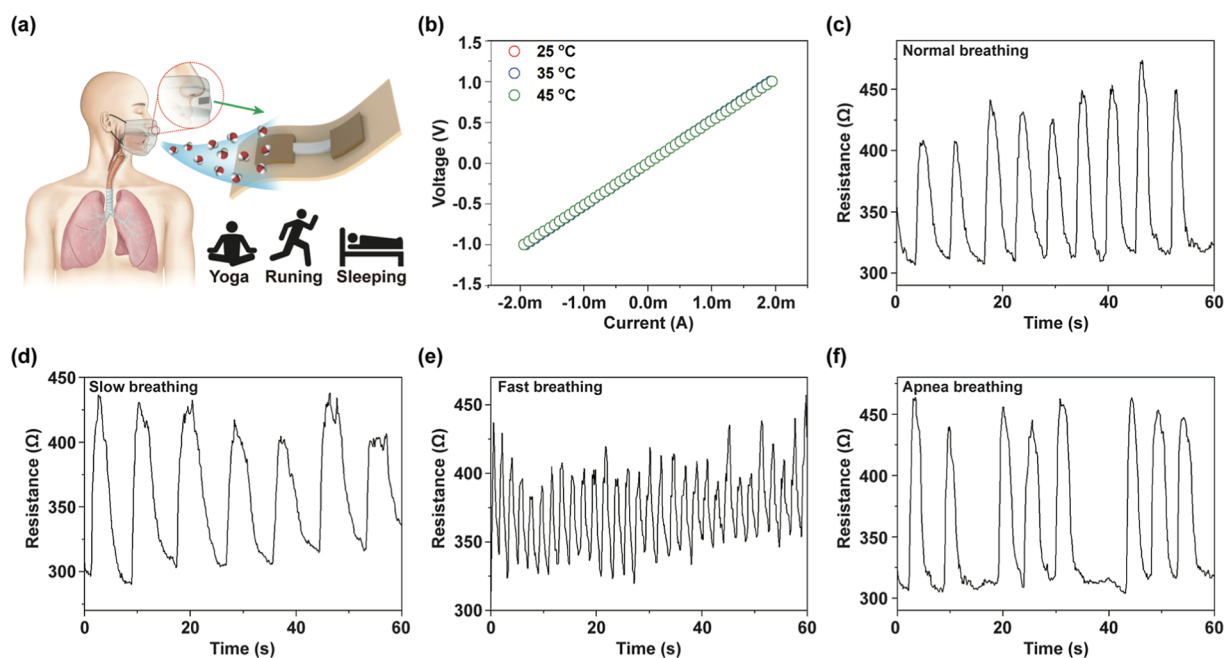 (a)
Yoga Runing Sleeping
(b)
25 °C
35 °C
45 °C
Voltage (V)
1.5
1.0
0.5
0.0
-0.5
-1.0
-1.5
-2.0m -1.0m 0.0m 1.0m 2.0m
Current (A)
(c)
Normal breathing
Resistance (Ω)
450
400
350
300
0 20 40 60
Time (s)
(d)
Slow breathing
Resistance (Ω)
450
400
350
300
0 20 40 60
Time (s)
(e)
Fast breathing
Resistance (Ω)
450
400
350
300
0 20 40 60
Time (s)
(f)
Apnea breathing
Resistance (Ω)
450
400
350
300
0 20 40 60
Time (s)